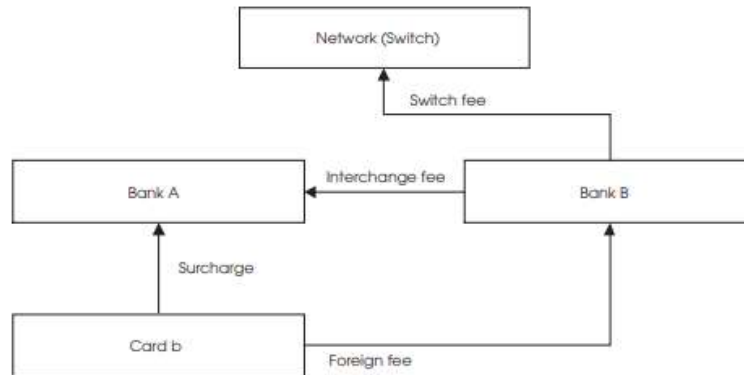 Network (Switch)
Switch fee
Interchange fee
Bank A
Bank B
Surcharge
Card b
Foreign fee